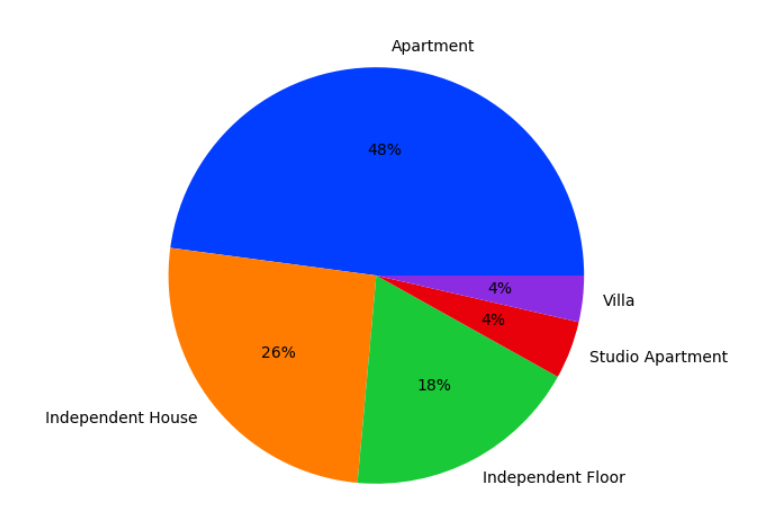 Apartment
48%
4%
Villa
4%
Studio Apartment
26%
18%
Independent House
Independent Floor